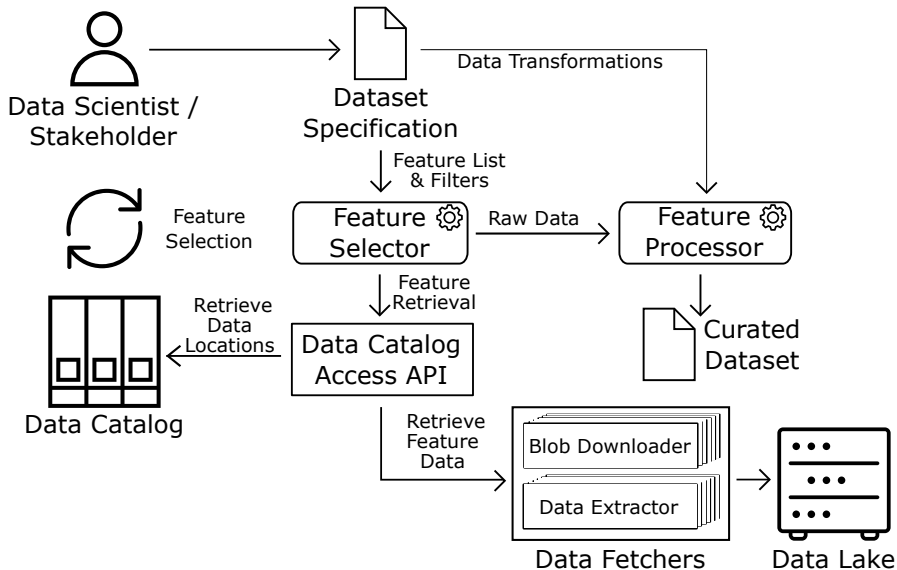 Data Transformations
Data Scientist /
Stakeholder
Dataset
Specification
Feature List
& Filters
Feature
Selection
Feature
Selector
Raw Data
Feature
Processor
Feature
Retrieval
Retrieve
Data
Locations
Data Catalog
Access API
Curated
Dataset
Data Catalog
Retrieve
Feature
Data
Blob Downloader
Data Extractor
Data Fetchers
Data Lake